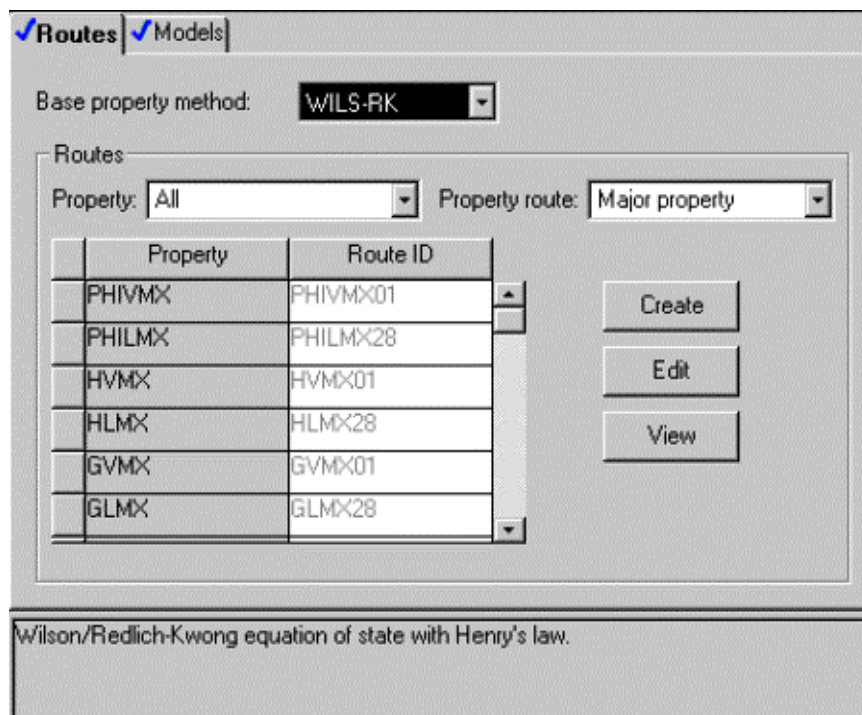 Routes Models
Base property method: WILS-RK
Routes
Property: All Property route: Major property
Property Route ID
PHIVMX PHIVMX01
PHILMX PHILMX28
HVMX HVMX01
HLMX HLMX28
GVMX GVMX01
GLMX GLMX28
Create
Edit
View
Wilson/Redlich-Kwong equation of state with Henry's law.